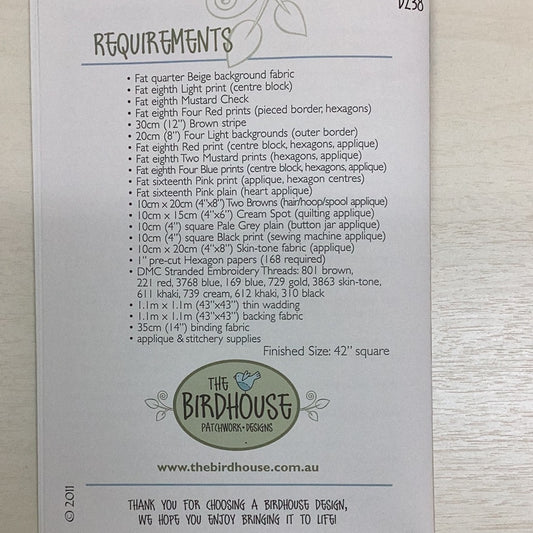 D238
REQUIREMENTS
• Fat quarter Beige background fabric
• Fat eighth Light print (centre block)
• Fat eighth Mustard Check
• Fat eighth Four Red prints (pieced border, hexagons)
• 30cm (12") Brown stripe
• 20cm (8") Four Light backgrounds (outer border)
• Fat eighth Red print (centre block, hexagons, applique)
• Fat eighth Two Mustard prints (hexagons, applique)
• Fat eighth Four Blue prints (centre block, hexagons, applique)
• Fat sixteenth Pink print (applique, hexagon centres)
• Fat sixteenth Pink plain (heart applique)
• 10cm x 20cm (4"x8") Two Browns (hair/hoop/spool applique)
• 10cm x 15cm (4"x6") Cream Spot (quilting applique)
• 10cm (4") square Pale Grey plain (button jar applique)
• 10cm (4") square Black print (sewing machine applique)
• 10cm x 20cm (4"x8") Skin-tone fabric (applique)
• 1" pre-cut Hexagon papers (168 required)
• DMC Stranded Embroidery Threads: 801 brown,
221 red, 3768 blue, 169 blue, 729 gold, 3863 skin-tone,
611 khaki, 739 cream, 612 khaki, 310 black
• 1.1m x 1.1m (43"x43") thin wadding
• 1.1m x 1.1m (43"x43") backing fabric
• 35cm (14") binding fabric
• applique & stitchery supplies
Finished Size: 42" square
THE
BIRDHOUSE
PATCHWORK • DESIGNS
www.thebirdhouse.com.au
© 2011
THANK YOU FOR CHOOSING A BIRDHOUSE DESIGN,
WE HOPE YOU ENJOY BRINGING IT TO LIFE!